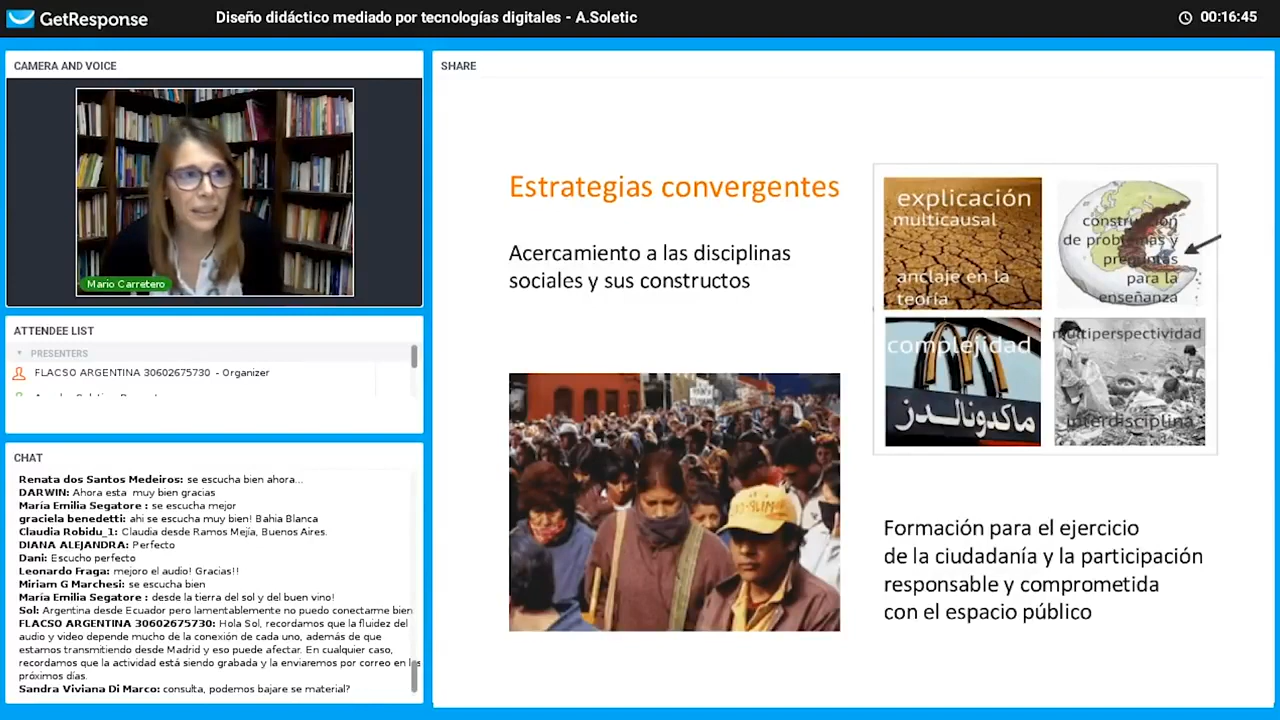 GetResponse
Diseño didáctico mediado por tecnologías digitales - A.Soletic
00:16:45
CAMERA AND VOICE
Mario Carretero
ATTENDEE LIST
PRESENTERS
FLACSO ARGENTINA 30602675730 - Organizer
CHAT
Renata dos Santos Medeiros: se escucha bien ahora...
DARWIN: Ahora esta muy bien gracias
María Emilia Segatore : se escucha mejor
graciela benedetti: ahi se escucha muy bien! Bahia Blanca
Claudia Robidu_1: Claudia desde Ramos Mejía, Buenos Aires.
DIANA ALEJANDRA: Perfecto
Dani: Escucho perfecto
Leonardo Fraga: mejoro el audio! Gracias!!
Miriam G Marchesi: se escucha bien
María Emilia Segatore : desde la tierra del sol y del buen vino!
Sol: Argentina desde Ecuador pero lamentablemente no puedo conectarme bien
FLACSO ARGENTINA 30602675730: Hola Sol, recordamos que la fluidez del
audio y video depende mucho de la conexión de cada uno, además de que
estamos transmitiendo desde Madrid y eso puede afectar. En cualquier caso,
recordamos que la actividad está siendo grabada y la enviaremos por correo en los
próximos días.
Sandra Viviana Di Marco: consulta, podemos bajare se material?
SHARE
Estrategias convergentes
Acercamiento a las disciplinas
sociales y sus constructos
explicación
multicausal
anclaje en la
teoría
construcción
de problemas y
preguntas
para la
enseñanza
complejidad
ماكدونالدز
multiperspectividad
interdisciplina
Formación para el ejercicio
de la ciudadanía y la participación
responsable y comprometida
con el espacio público